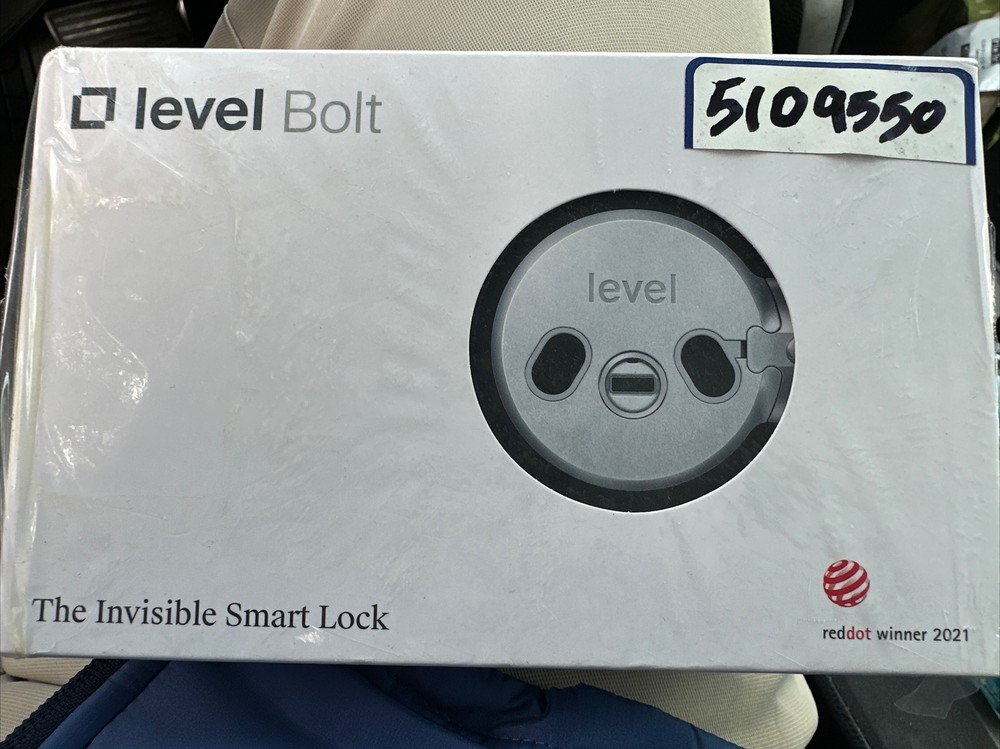 level Bolt
5109550
level
The Invisible Smart Lock
reddot winner 2021